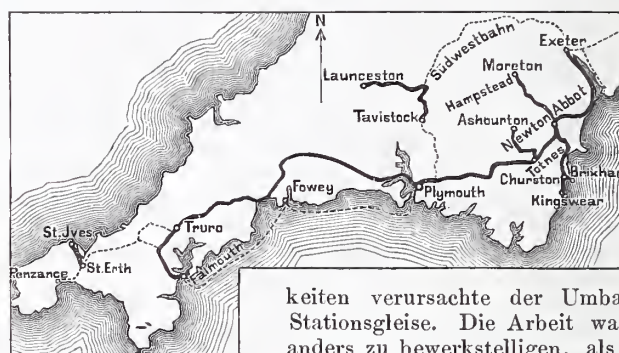 N
Exeter
Südwestbahn
Moreton
Launceston
Hampstead
Tavistock
Ashburton
Newton Abbot
Totnes
Fowey
Plymouth
Churston
Brixham
Kingswear
St.Jves
Truro
Penzance
St.Erth
Falmouth
keiten verursachte der Umba
Stationsgleise. Die Arbeit wa
anders zu bewerkstelligen, als